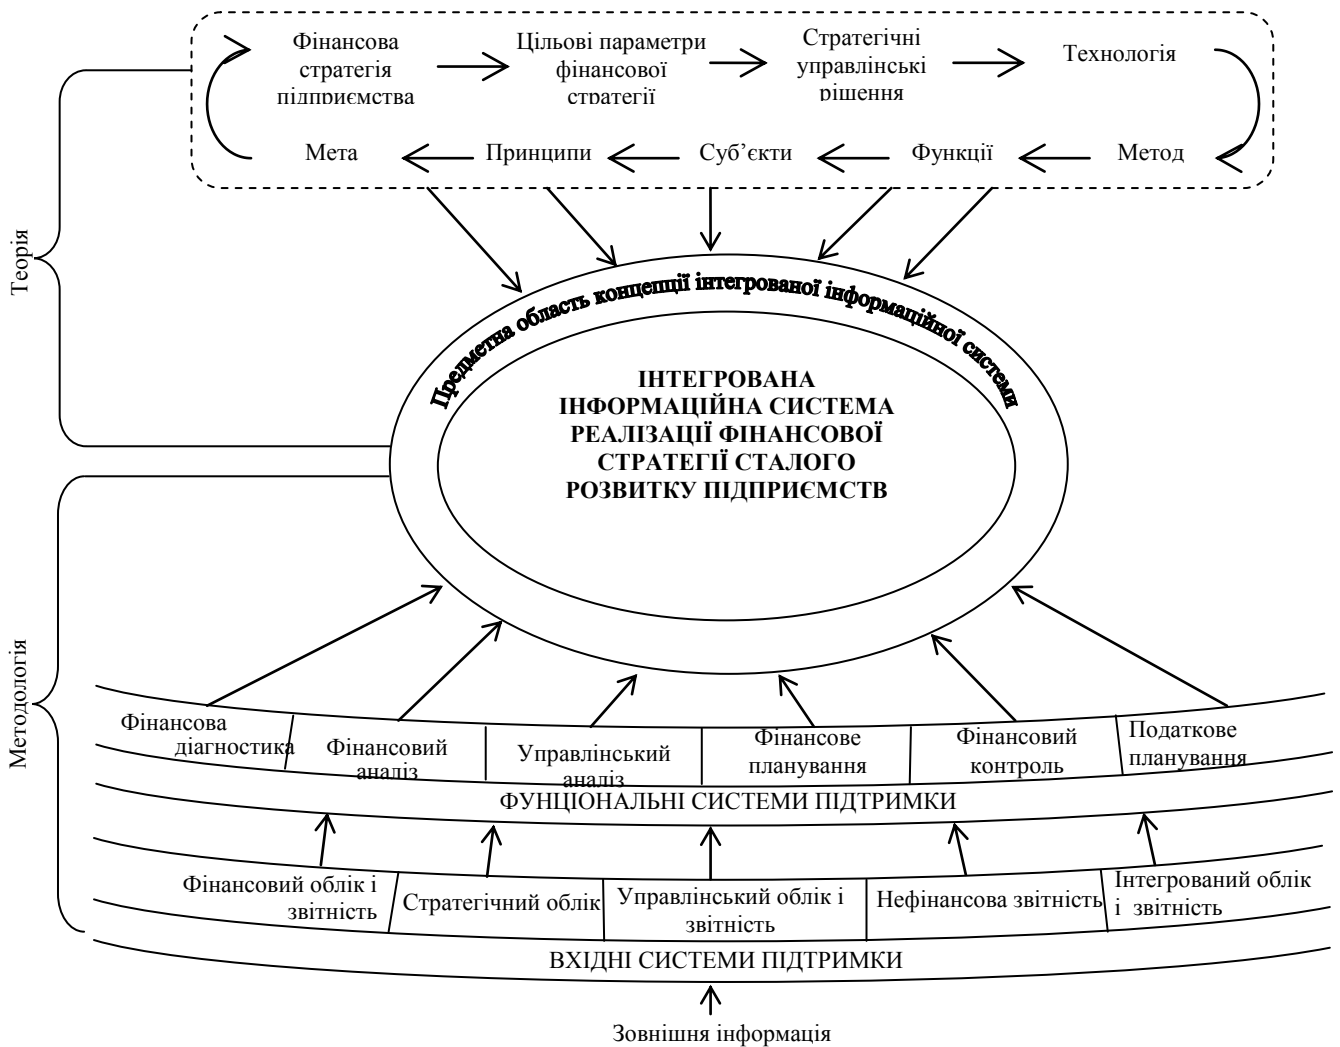 Фінансова
стратегія
підприємства
Цільові параметри
фінансової
стратегії
Стратегічні
управлінські
рішення
Технологія
Мета
Принципи
Суб’єкти
Функції
Метод
Теорія
Предметна область концепції інтегрованої інформаційної системи
ІНТЕГРОВАНА
ІНФОРМАЦІЙНА СИСТЕМА
РЕАЛІЗАЦІЇ ФІНАНСОВОЇ
СТРАТЕГІЇ СТАЛОГО
РОЗВИТКУ ПІДПРИЄМСТВ
Методологія
Фінансова
діагностика
Фінансовий
аналіз
Управлінський
аналіз
Фінансове
планування
Фінансовий
контроль
Податкове
планування
ФУНЦІОНАЛЬНІ СИСТЕМИ ПІДТРИМКИ
Фінансовий облік і
звітність
Стратегічний облік
Управлінський облік і
звітність
Нефінансова звітність
Інтегрований облік
і звітність
ВХІДНІ СИСТЕМИ ПІДТРИМКИ
Зовнішня інформація